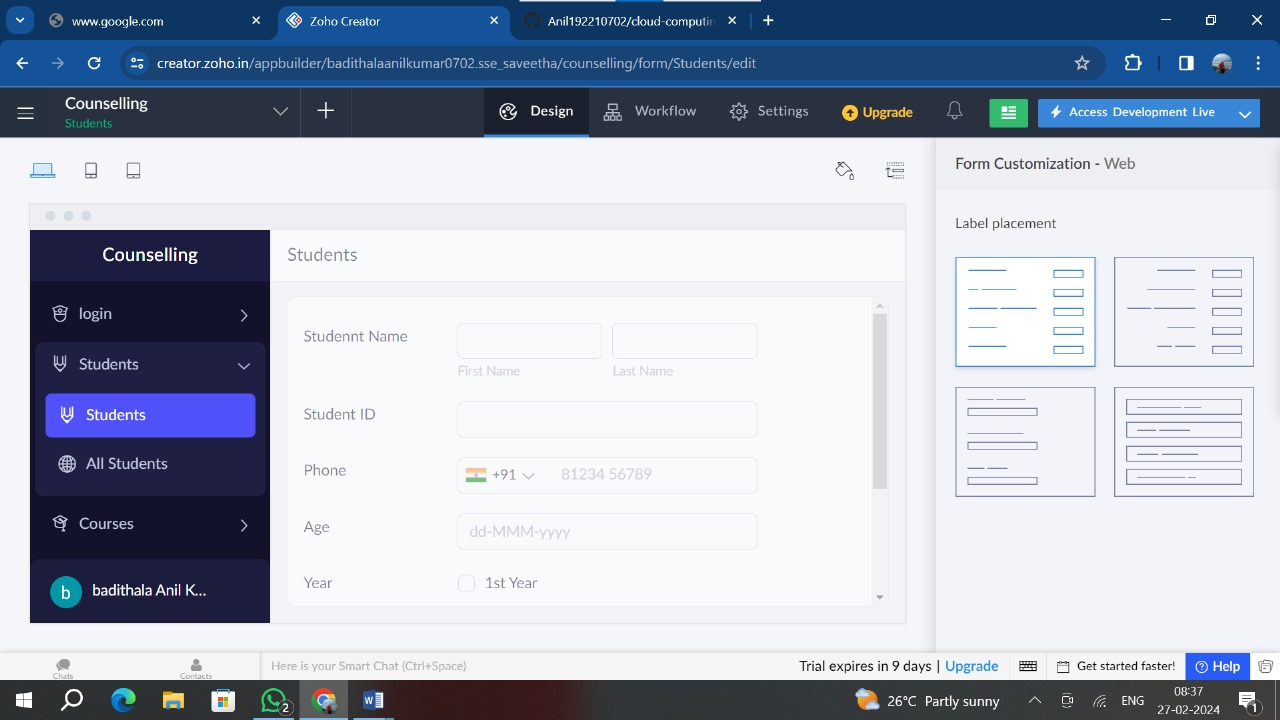 www.google.com
Zoho Creator
Anil192210702/cloud-computin
creator.zoho.in/appbuilder/badithalaanilkumar0702.sse_saveetha/counselling/form/Students/edit
Counselling
Students
Design
Workflow
Settings
Upgrade
Access Development Live
Form Customization - Web
Label placement
Counselling
login
Students
Students
All Students
Courses
badithala Anil K...
b
Students
Studennt Name
First Name
Last Name
Student ID
Phone
+91
81234 56789
Age
dd-MMM-yyyy
Year
1st Year
Chats
Contacts
Here is your Smart Chat (Ctrl+Space)
Trial expires in 9 days | Upgrade
Get started faster!
Help
2
26°C Partly sunny
ENG
08:37
27-02-2024
1